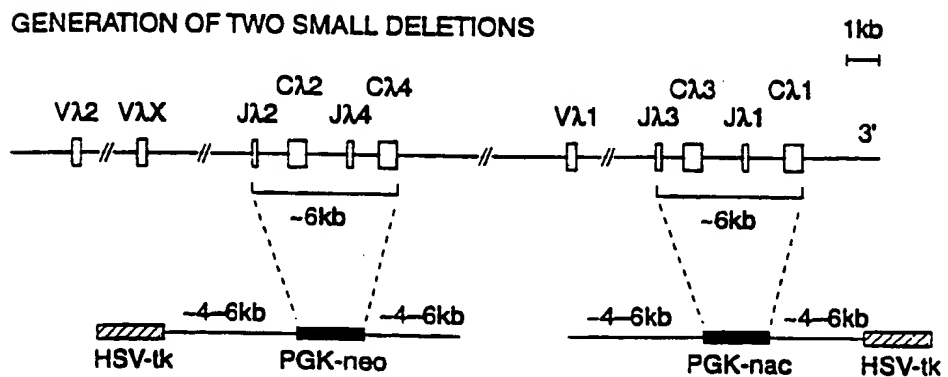 GENERATION OF TWO SMALL DELETIONS
1kb
Cλ2 Cλ4 Cλ3 Cλ1
Vλ2 VλX Jλ2 Jλ4 Vλ1 Jλ3 Jλ1 3'
~6kb ~6kb
~4-6kb ~4-6kb ~4-6kb ~4-6kb
HSV-tk PGK-neo PGK-nac HSV-tk